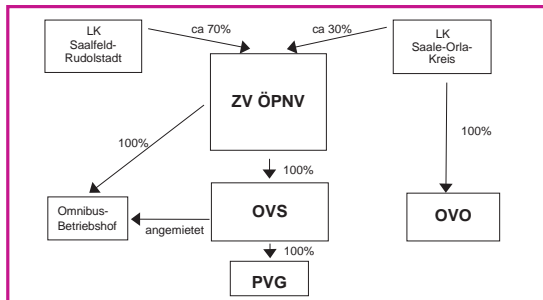 LK
Saalfeld-
Rudolstadt
ca 70%
ca 30%
LK
Saale-Orla-
Kreis
ZV ÖPNV
100%
100%
100%
Omnibus-
Betriebshof
angemietet
OVS
OVO
100%
PVG